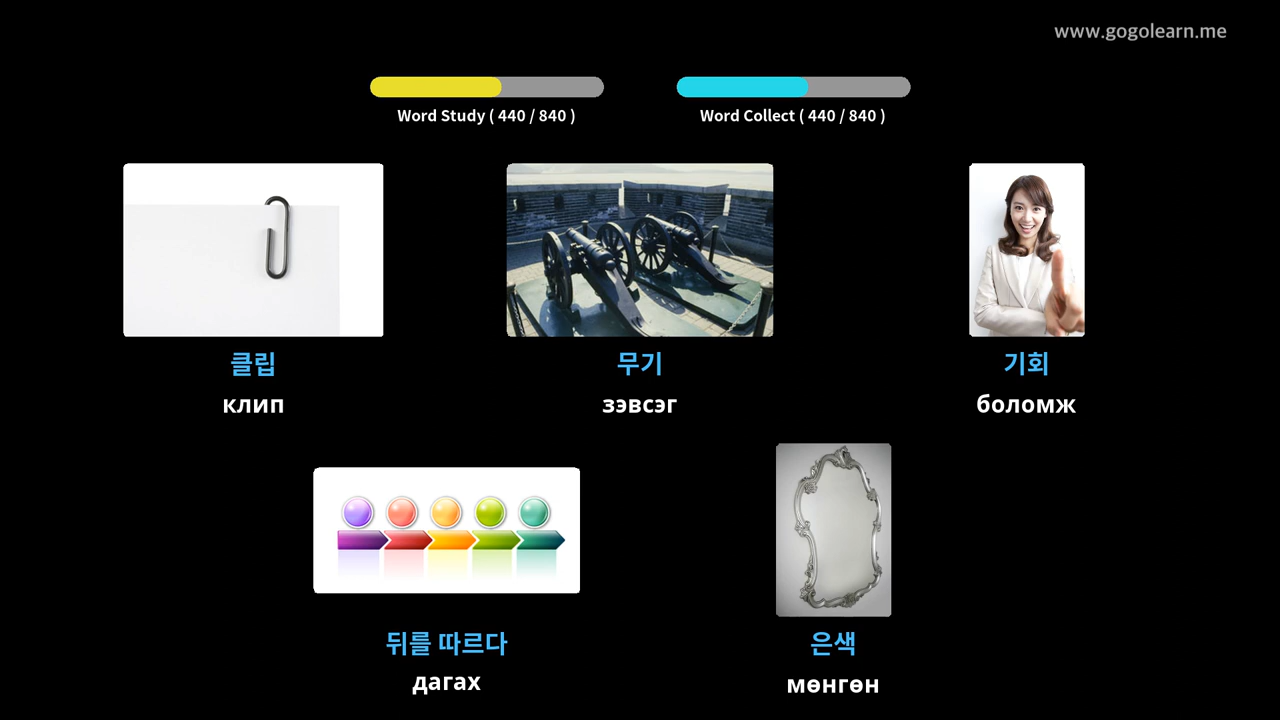 www.gogolearn.me
Word Study ( 440 / 840 )
Word Collect ( 440 / 840 )
클립
клип
무기
зэвсэг
기회
боломж
뒤를 따르다
дагах
은색
мөнгөн